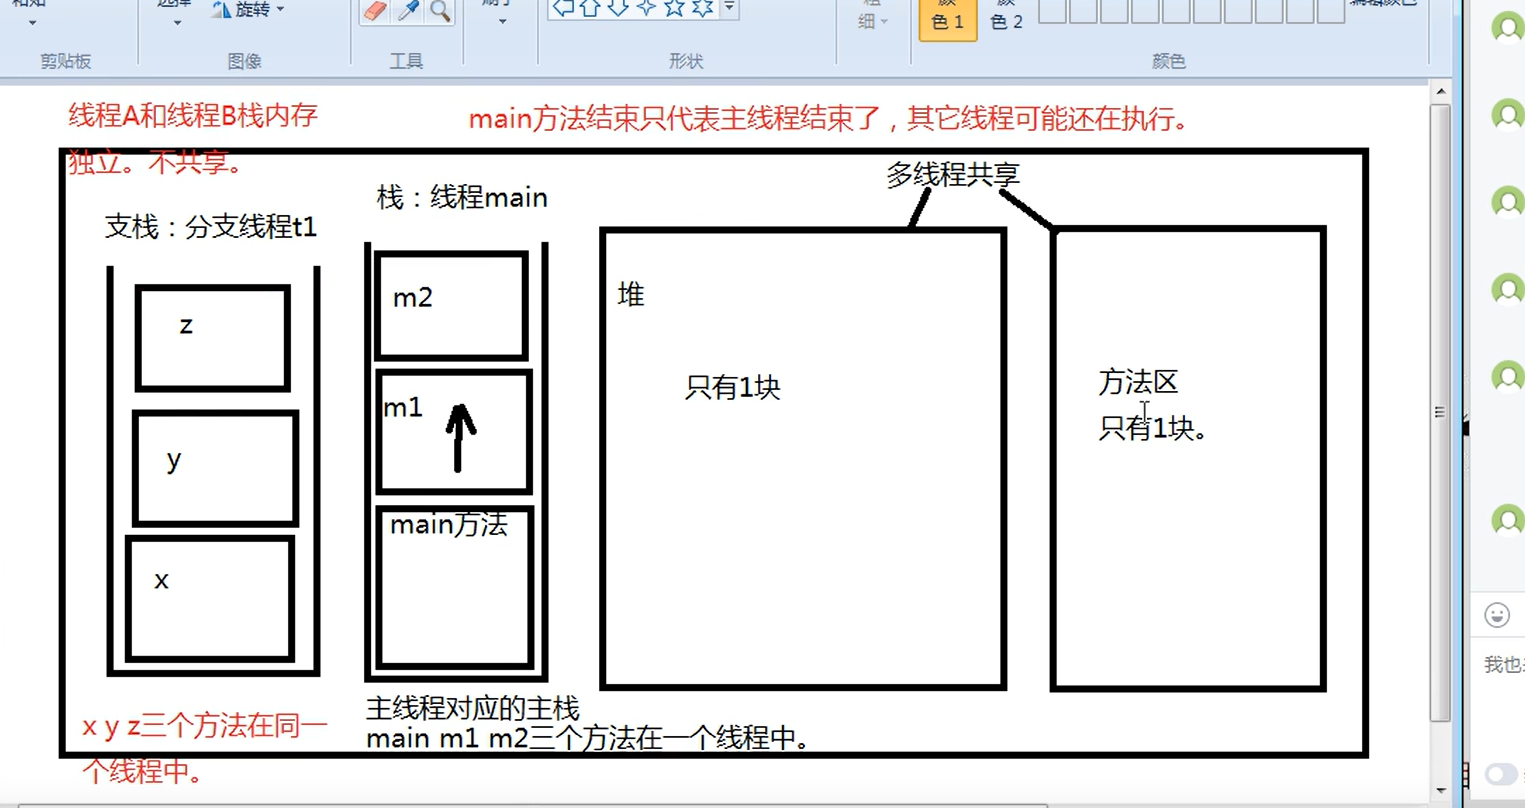 旋转
色 1
色 2
细
剪贴板
图像
工具
形状
颜色
线程A和线程B栈内存
独立。不共享。
main方法结束只代表主线程结束了，其它线程可能还在执行。
多线程共享
栈：线程main
支栈：分支线程t1
z
y
x
m2
m1
main方法
堆
只有1块
方法区
只有1块。
主线程对应的主栈
main m1 m2三个方法在一个线程中。
x y z三个方法在同一
个线程中。
我也